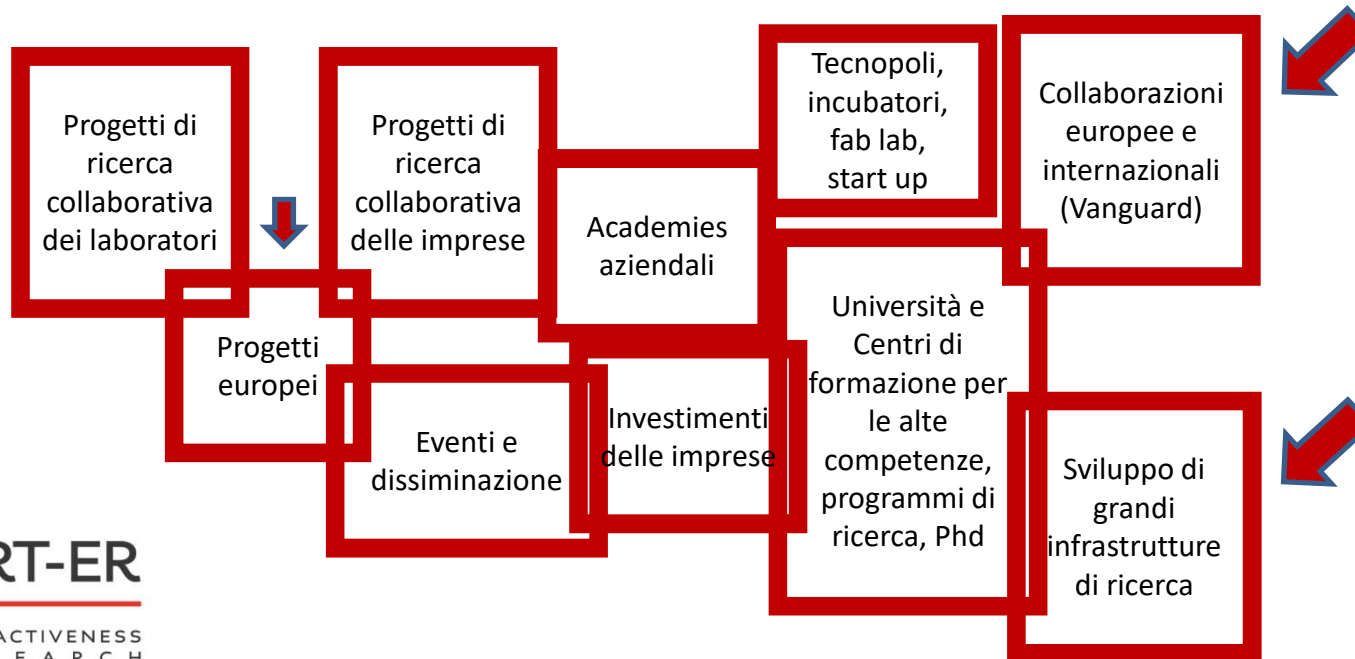 Progetti di
ricerca
collaborativa
dei laboratori
Progetti di
ricerca
collaborativa
delle imprese
Academies
aziendali
Tecnopoli,
incubatori,
fab lab,
start up
Collaborazioni
europee e
internazionali
(Vanguard)
Progetti
europei
Eventi e
dissiminazione
Investimenti
delle imprese
Università e
Centri di
formazione per
le alte
competenze,
programmi di
ricerca, Phd
Sviluppo di
grandi
infrastrutture
di ricerca
RT-ER
ACTIVENESS
EARCH